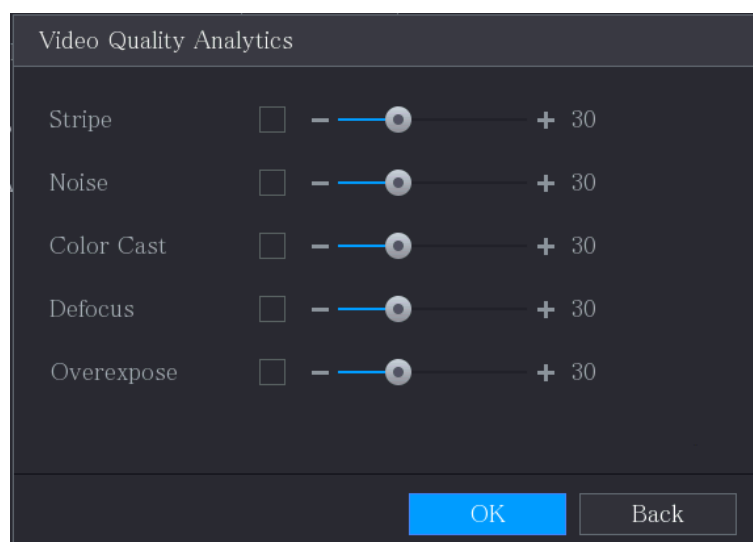 Video Quality Analytics
Stripe 30
Noise 30
Color Cast 30
Defocus 30
Overexpose 30
OK Back